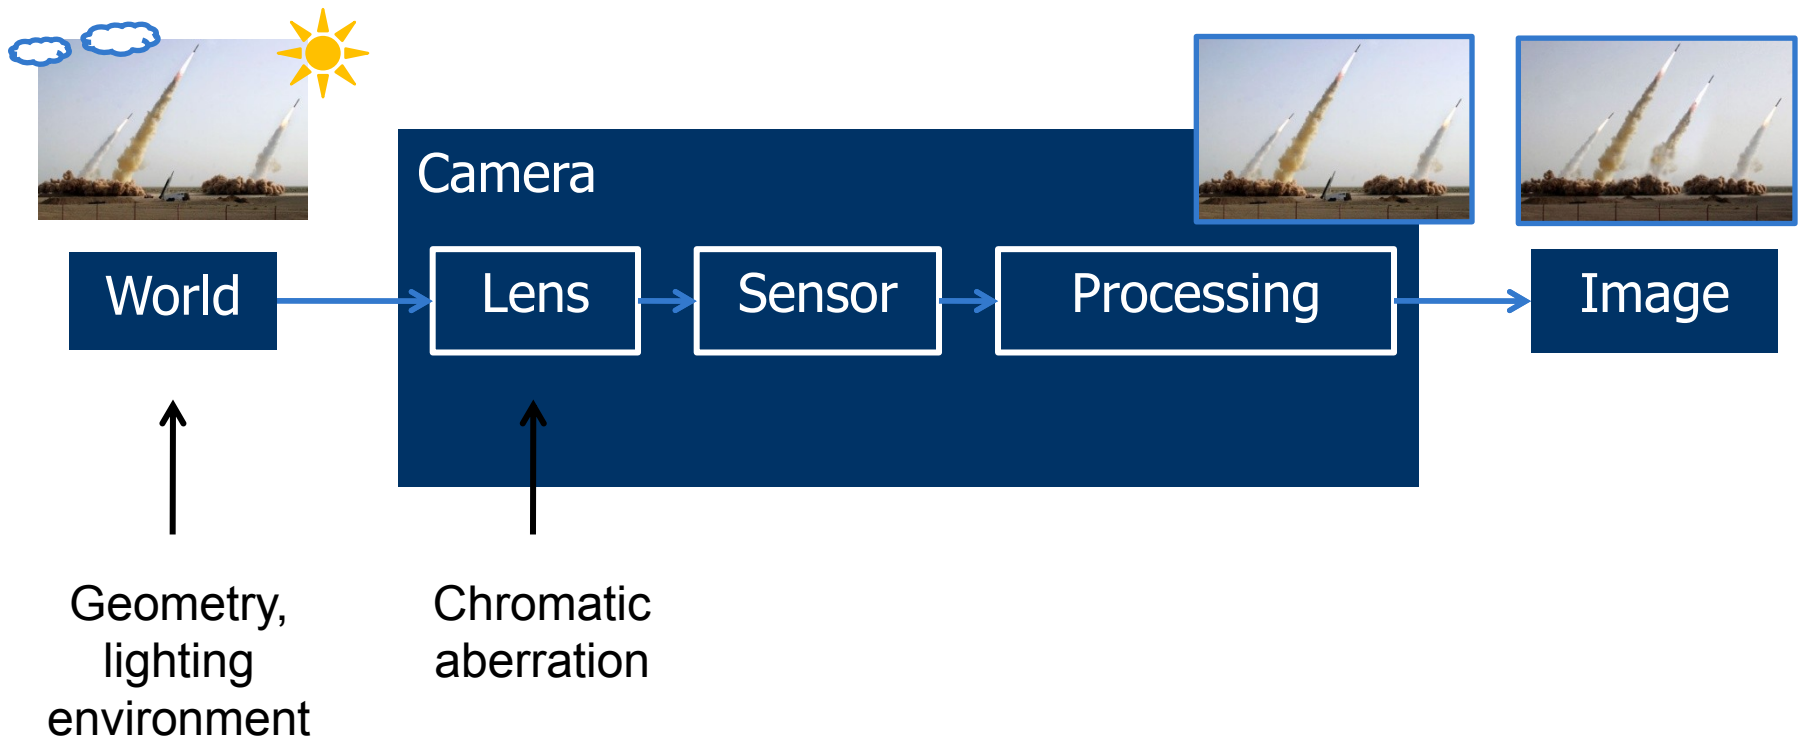 Camera
World
Lens
Sensor
Processing
Image
Geometry,
lighting
environment
Chromatic
aberration